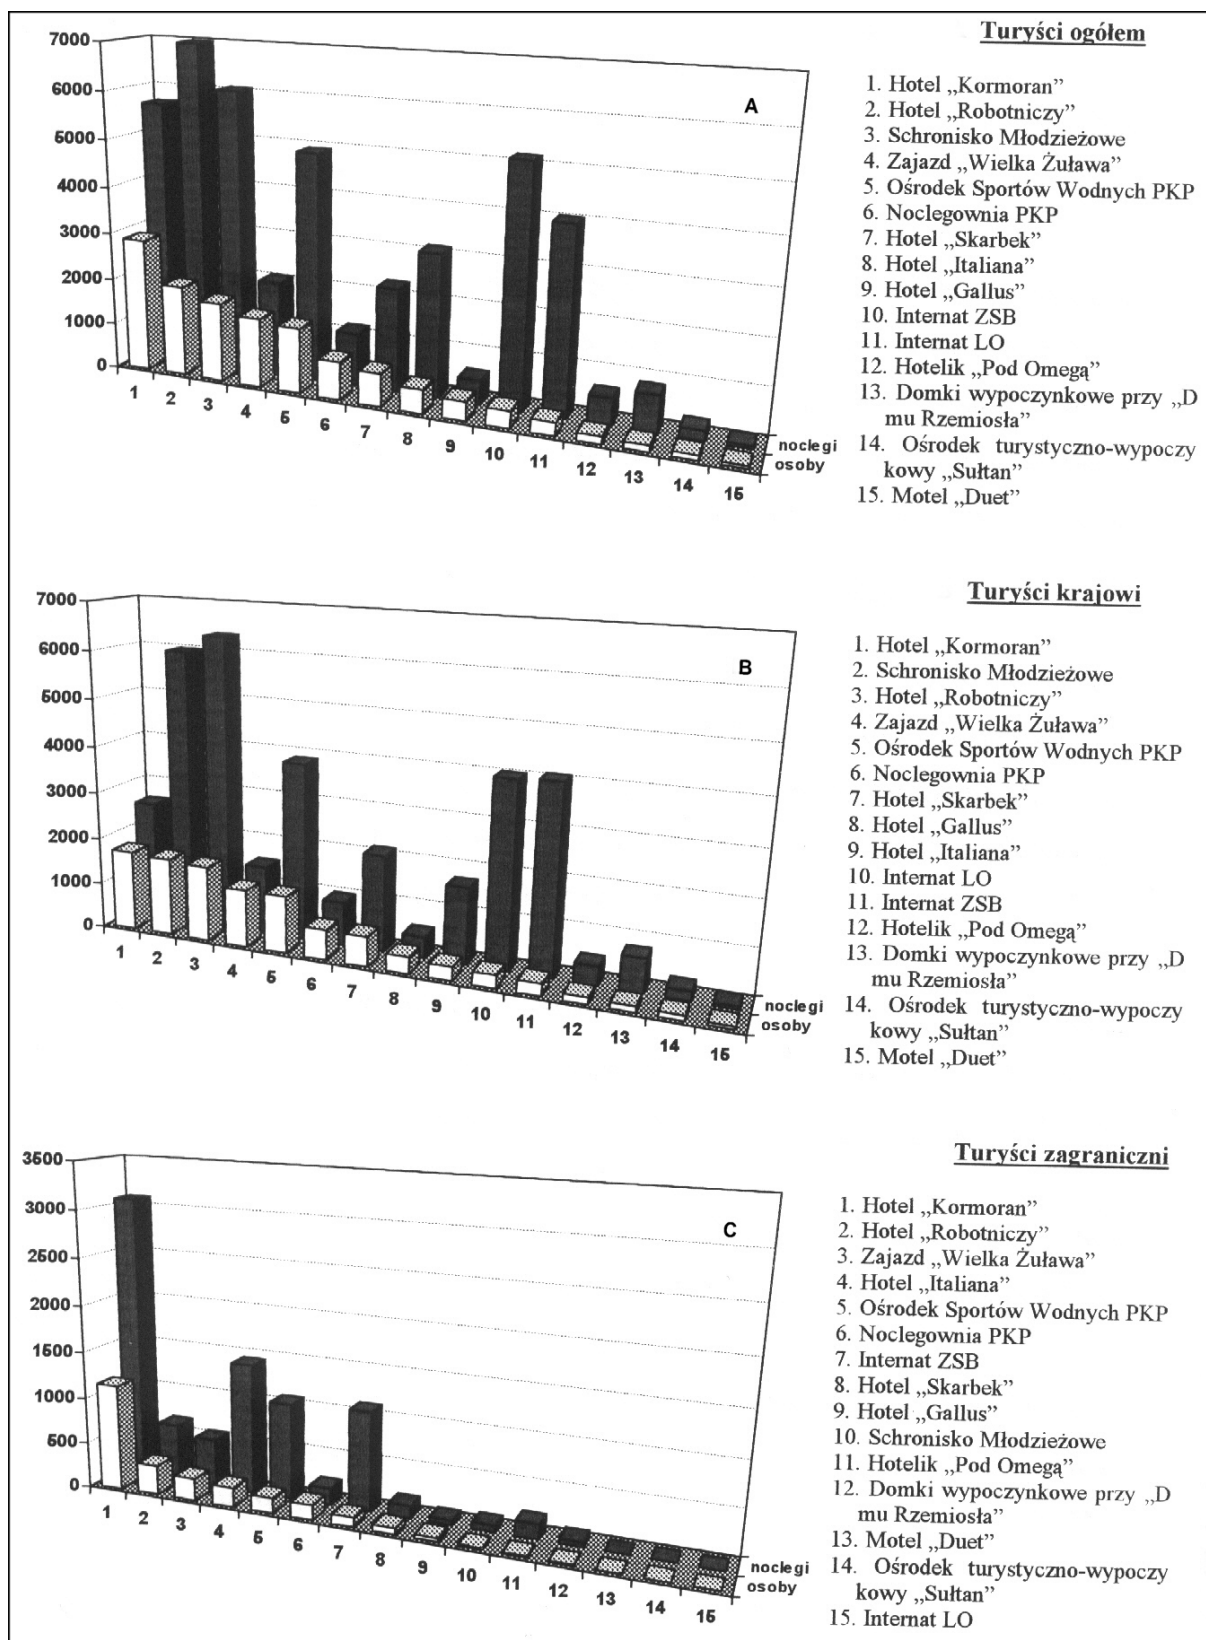 Turyści ogółem
7000
6000
5000
4000
3000
2000
1000
0
A
1 2 3 4 5 6 7 8 9 10 11 12 13 14 15
noclegi
osoby
1. Hotel „Kormoran”
2. Hotel „Robotniczy”
3. Schronisko Młodzieżowe
4. Zajazd „Wielka Żuława”
5. Ośrodek Sportów Wodnych PKP
6. Noclegownia PKP
7. Hotel „Skarbek”
8. Hotel „Italiana”
9. Hotel „Gallus”
10. Internat ZSB
11. Internat LO
12. Hotelik „Pod Omegą”
13. Domki wypoczynkowe przy „D
mu Rzemiosła”
14. Ośrodek turystyczno-wypoczy
kowy „Sułtan”
15. Motel „Duet”
Turyści krajowi
7000
6000
5000
4000
3000
2000
1000
0
B
1 2 3 4 5 6 7 8 9 10 11 12 13 14 15
noclegi
osoby
1. Hotel „Kormoran”
2. Schronisko Młodzieżowe
3. Hotel „Robotniczy”
4. Zajazd „Wielka Żuława”
5. Ośrodek Sportów Wodnych PKP
6. Noclegownia PKP
7. Hotel „Skarbek”
8. Hotel „Gallus”
9. Hotel „Italiana”
10. Internat LO
11. Internat ZSB
12. Hotelik „Pod Omegą”
13. Domki wypoczynkowe przy „D
mu Rzemiosła”
14. Ośrodek turystyczno-wypoczy
kowy „Sułtan”
15. Motel „Duet”
Turyści zagraniczni
3500
3000
2500
2000
1500
1000
500
0
C
1 2 3 4 5 6 7 8 9 10 11 12 13 14 15
noclegi
osoby
1. Hotel „Kormoran”
2. Hotel „Robotniczy”
3. Zajazd „Wielka Żuława”
4. Hotel „Italiana”
5. Ośrodek Sportów Wodnych PKP
6. Noclegownia PKP
7. Internat ZSB
8. Hotel „Skarbek”
9. Hotel „Gallus”
10. Schronisko Młodzieżowe
11. Hotelik „Pod Omegą”
12. Domki wypoczynkowe przy „D
mu Rzemiosła”
13. Motel „Duet”
14. Ośrodek turystyczno-wypoczy
kowy „Sułtan”
15. Internat LO